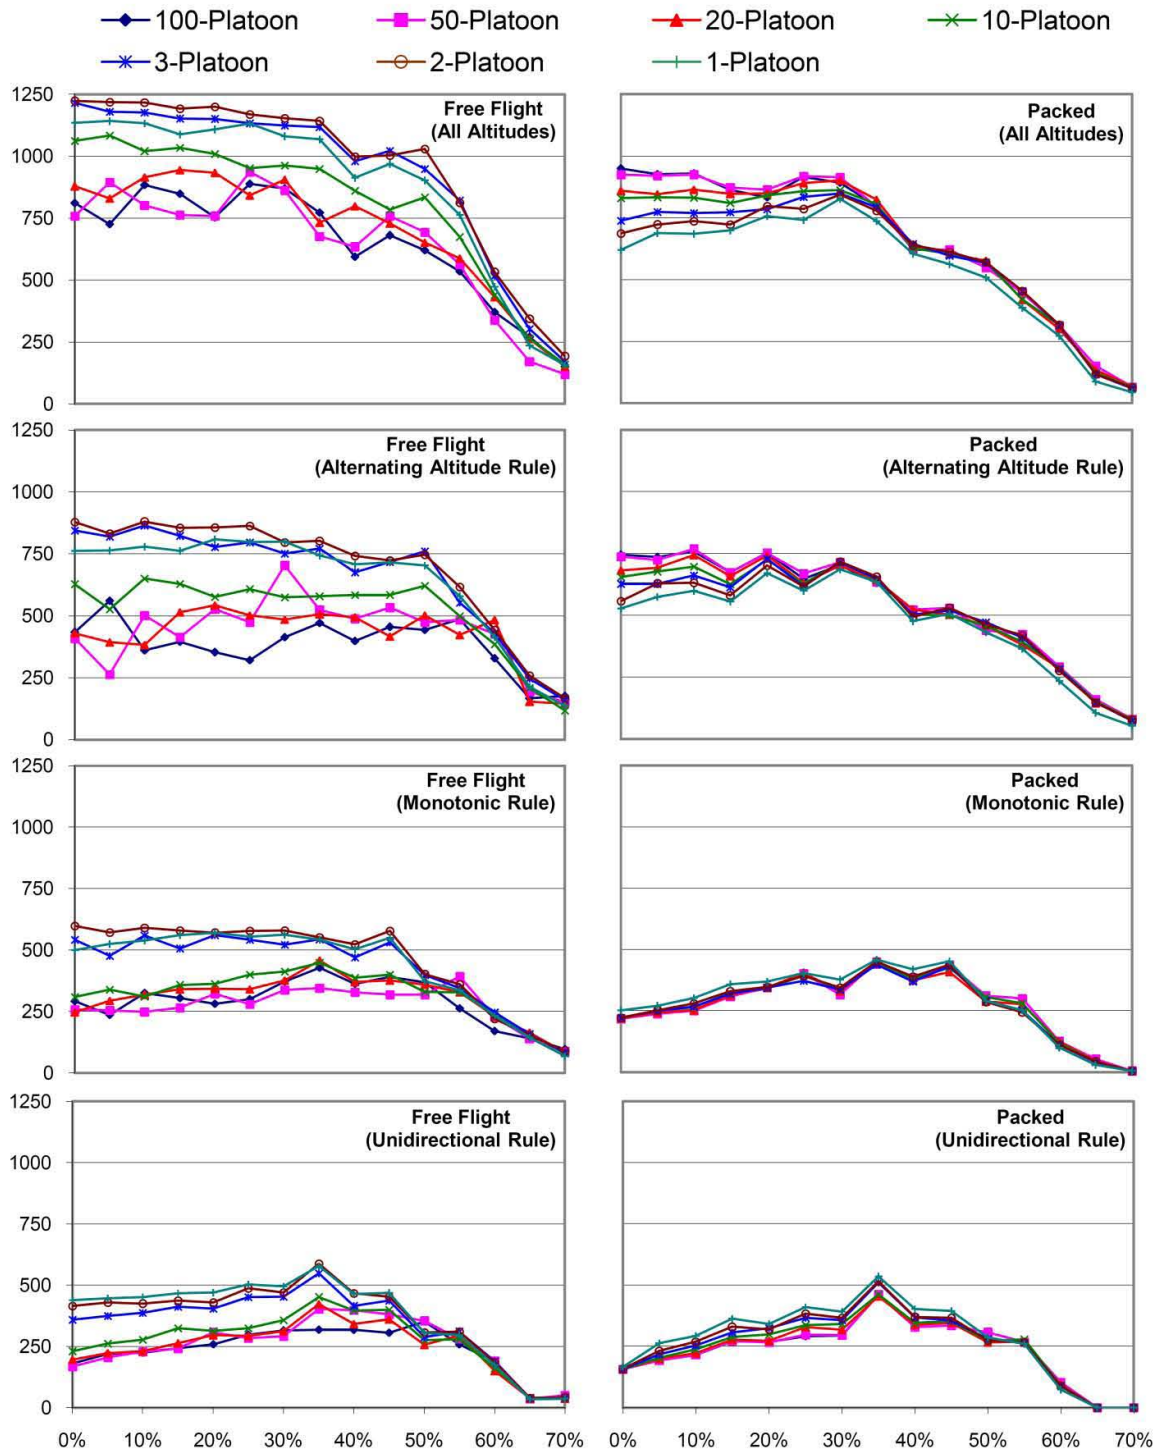 100-Platoon 50-Platoon 20-Platoon 10-Platoon
3-Platoon 2-Platoon 1-Platoon
Free Flight
(All Altitudes)
1250
1000
750
500
250
0
Packed
(All Altitudes)
Free Flight
(Alternating Altitude Rule)
1250
1000
750
500
250
0
Packed
(Alternating Altitude Rule)
Free Flight
(Monotonic Rule)
1250
1000
750
500
250
0
Packed
(Monotonic Rule)
Free Flight
(Unidirectional Rule)
1250
1000
750
500
250
0
0% 10% 20% 30% 40% 50% 60% 70%
Packed
(Unidirectional Rule)
0% 10% 20% 30% 40% 50% 60% 70%